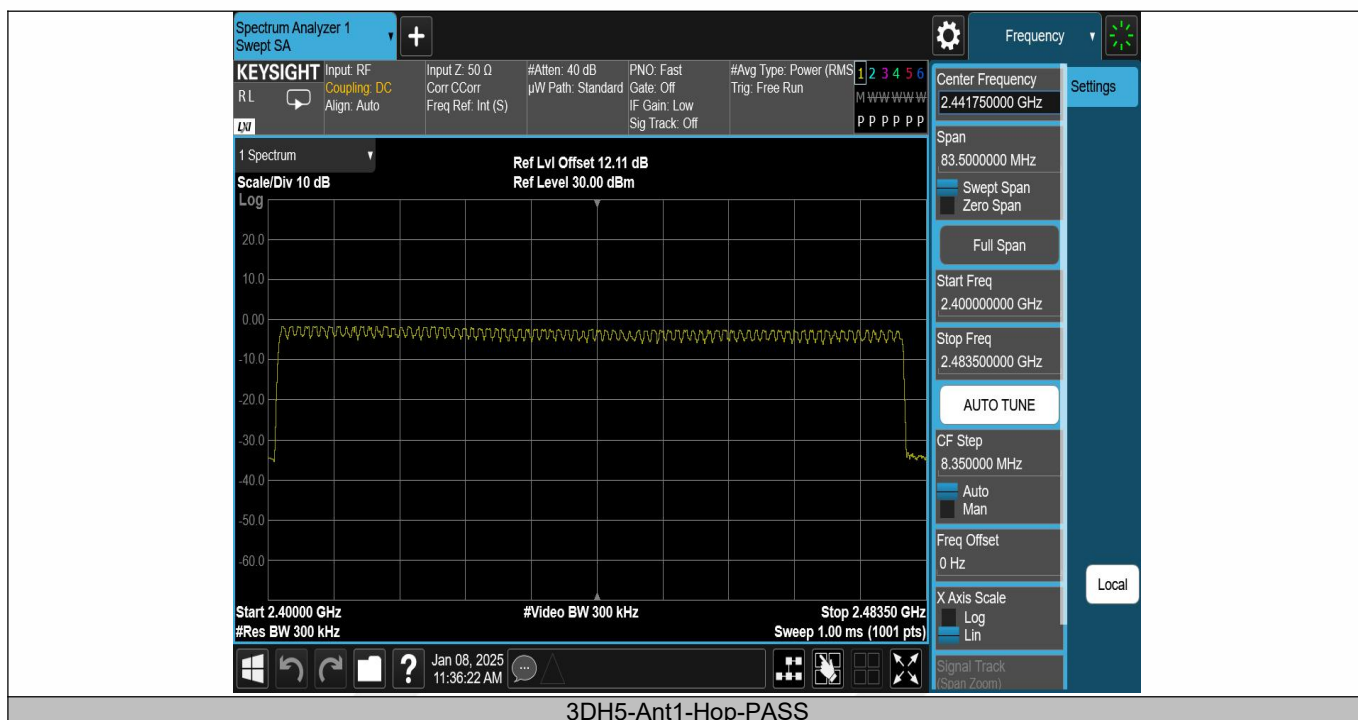 Spectrum Analyzer 1
Swept SA
+
Frequency
KEYSIGHT
Input: RF
Coupling: DC
Align: Auto
Input Z: 50 Ω
Corr CCorr
Freq Ref: Int (S)
#Atten: 40 dB
µW Path: Standard
PNO: Fast
Gate: Off
IF Gain: Low
Sig Track: Off
#Avg Type: Power (RMS
Trig: Free Run
1 2 3 4 5 6
M W W W W W
P P P P P P
R L
LXI
1 Spectrum
Scale/Div 10 dB
Ref Lvl Offset 12.11 dB
Ref Level 30.00 dBm
Log
20.0
10.0
0.00
-10.0
-20.0
-30.0
-40.0
-50.0
-60.0
Start 2.40000 GHz
#Res BW 300 kHz
#Video BW 300 kHz
Stop 2.48350 GHz
Sweep 1.00 ms (1001 pts)
Center Frequency
2.441750000 GHz
Settings
Span
83.5000000 MHz
Swept Span
Zero Span
Full Span
Start Freq
2.400000000 GHz
Stop Freq
2.483500000 GHz
AUTO TUNE
CF Step
8.350000 MHz
Auto
Man
Freq Offset
0 Hz
X Axis Scale
Log
Lin
Signal Track
(Span Zoom)
Local
?
Jan 08, 2025
11:36:22 AM
3DH5-Ant1-Hop-PASS